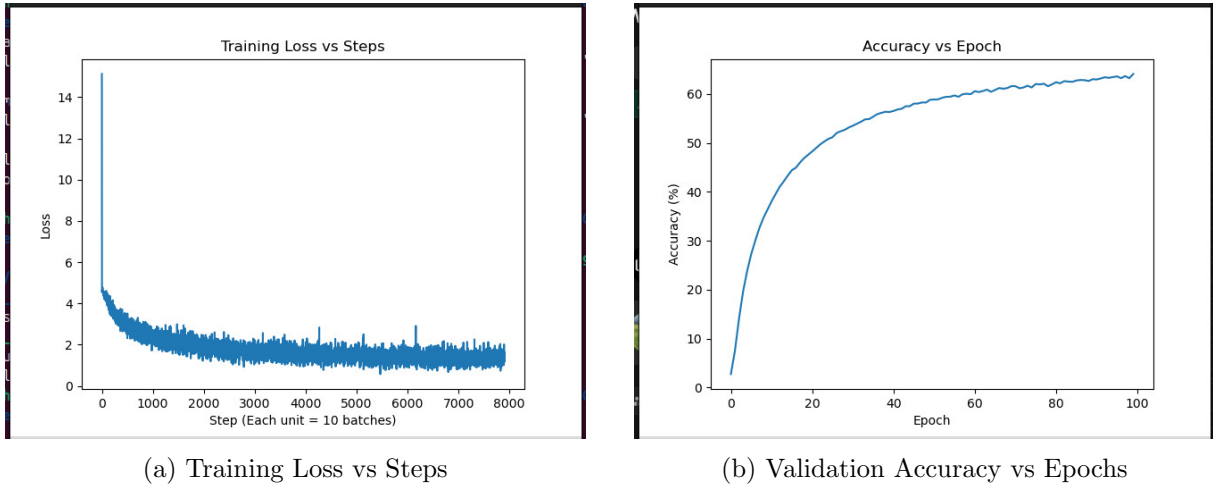 Training Loss vs Steps
14
12
10
8
6
4
2
0
Loss
0 1000 2000 3000 4000 5000 6000 7000 8000
Step (Each unit = 10 batches)
(a) Training Loss vs Steps
Accuracy vs Epoch
60
50
40
30
20
10
0
Accuracy (%)
0 20 40 60 80 100
Epoch
(b) Validation Accuracy vs Epochs